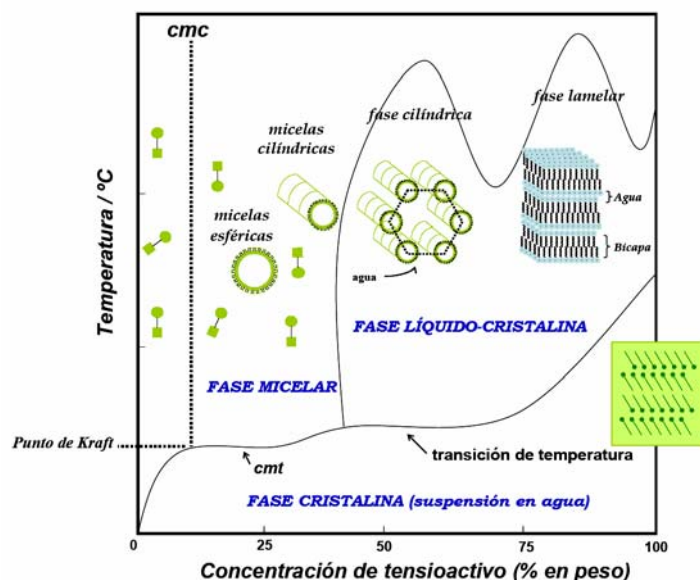 cmc
fase cilíndrica
fase lamelar
micelas
cilíndricas
micelas
esféricas
Agua
Bicapa
agua
Temperatura / ºC
FASE LÍQUIDO-CRISTALINA
FASE MICELAR
Punto de Kraft
cmt
transición de temperatura
FASE CRISTALINA (suspensión en agua)
0
25
50
75
100
Concentración de tensioactivo (% en peso)